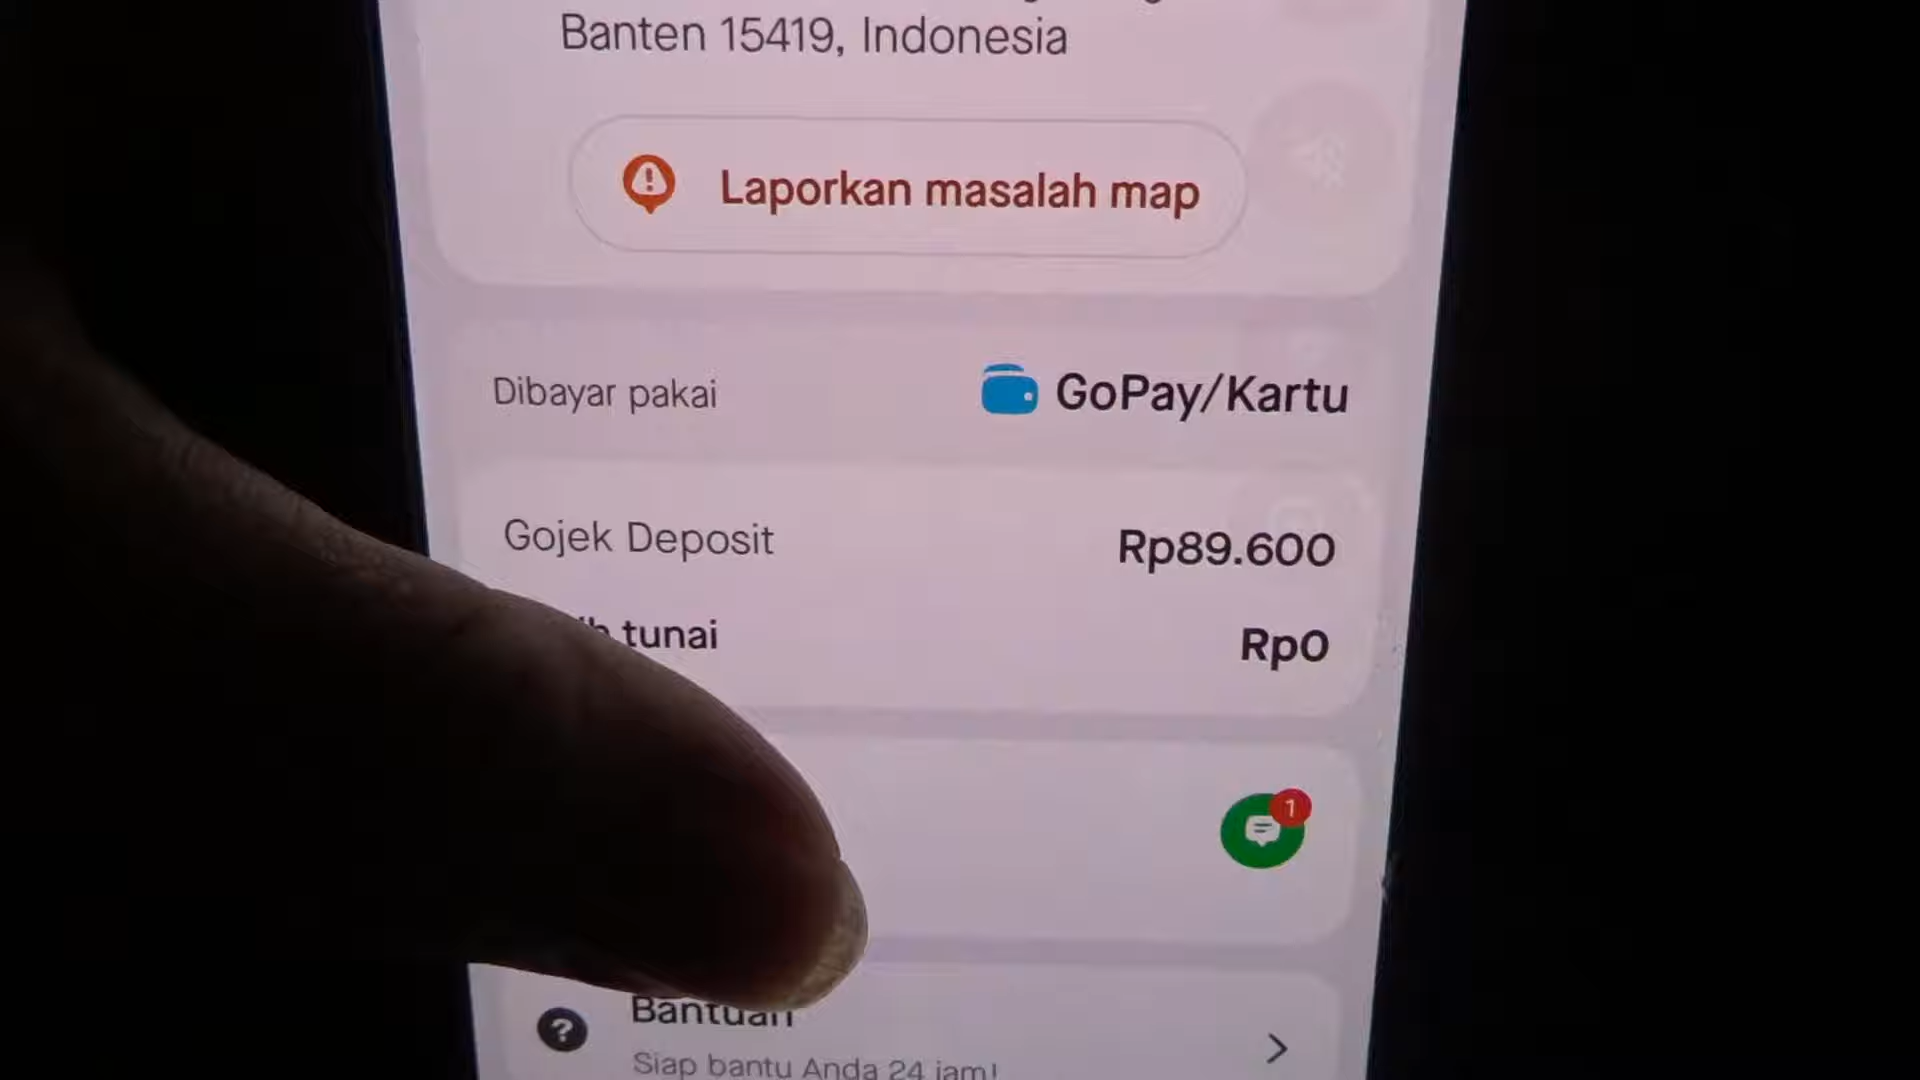 Banten 15419, Indonesia
Laporkan masalah map
Dibayar pakai GoPay/Kartu
Gojek Deposit Rp89.600
tunai Rp0
1
Bantuan
Siap bantu Anda 24 jam!